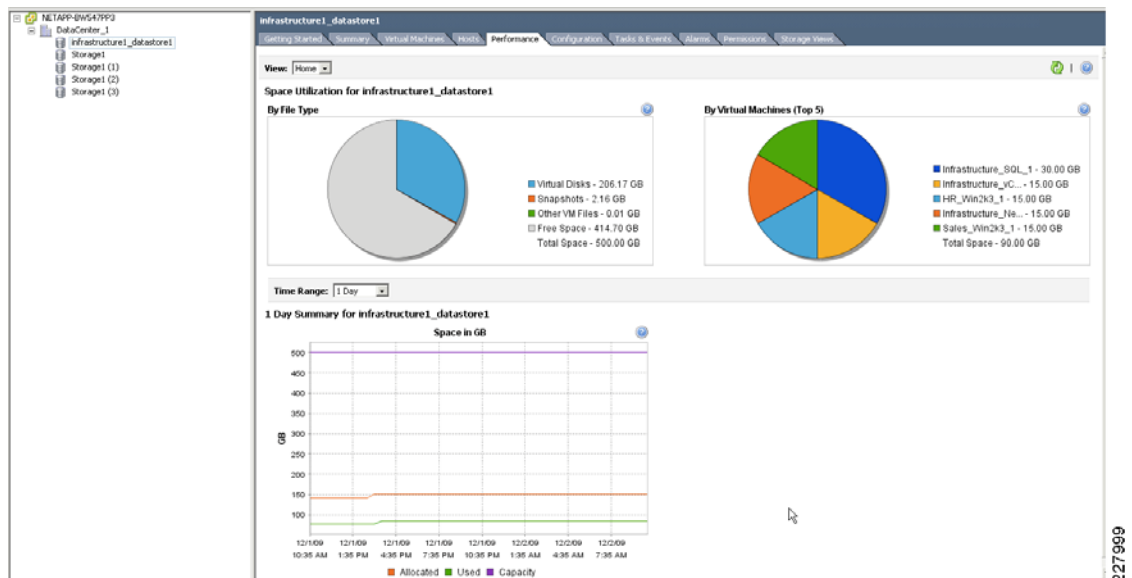 NETAPP-BWS47PP3
DataCenter_1
infrastructure1_datastore1
Storage1
Storage1 (1)
Storage1 (2)
Storage1 (3)
infrastructure1_datastore1
Getting Started Summary Virtual Machines Hosts Performance Configuration Tasks & Events Alarms Permissions Storage Views
View: Home
Space Utilization for infrastructure1_datastore1
By File Type
Virtual Disks - 206.17 GB
Snapshots - 2.16 GB
Other VM Files - 0.01 GB
Free Space - 414.70 GB
Total Space - 500.00 GB
By Virtual Machines (Top 5)
Infrastructure_SQL_1 - 30.00 GB
Infrastructure_vC... - 15.00 GB
HR_Win2k3_1 - 15.00 GB
Infrastructure_Ne... - 15.00 GB
Sales_Win2k3_1 - 15.00 GB
Total Space - 90.00 GB
Time Range: 1 Day
1 Day Summary for infrastructure1_datastore1
Space in GB
500
450
400
350
300
250
200
150
100
GB
12/1/09 12/1/09 12/1/09 12/1/09 12/1/09 12/2/09 12/2/09 12/2/09
10:35 AM 1:35 PM 4:35 PM 7:35 PM 10:35 PM 1:35 AM 4:35 AM 7:35 AM
Allocated Used Capacity
227999